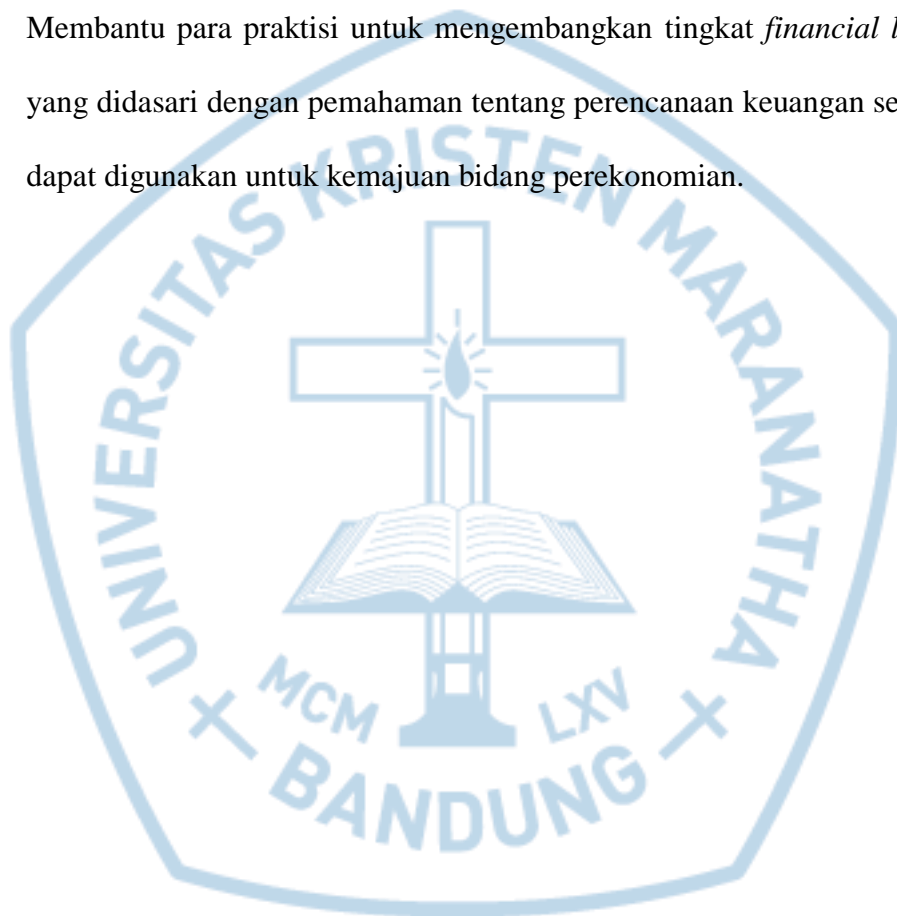 Membantu para praktisi untuk mengembangkan tingkat financial
yang didasari dengan pemahaman tentang perencanaan keuangan
dapat digunakan untuk kemajuan bidang perekonomian.
UNIVERSITAS KRISTEN MARANATHA
MCM LXV
BANDUNG